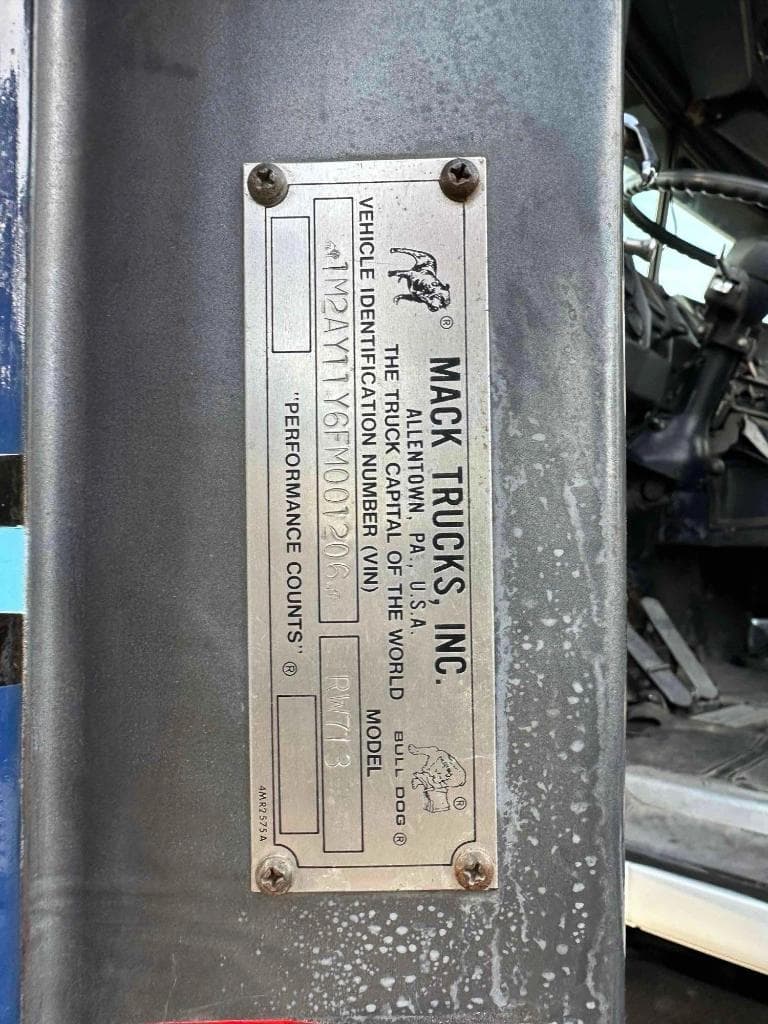 MACK TRUCKS, INC.
ALLENTOWN, PA., U.S.A.
THE TRUCK CAPITAL OF THE WORLD
®
BULL DOG ®
®
VEHICLE IDENTIFICATION NUMBER (VIN)
MODEL
1M2AY11Y6FM001206
RW713
"PERFORMANCE COUNTS" ®
4MR2575A